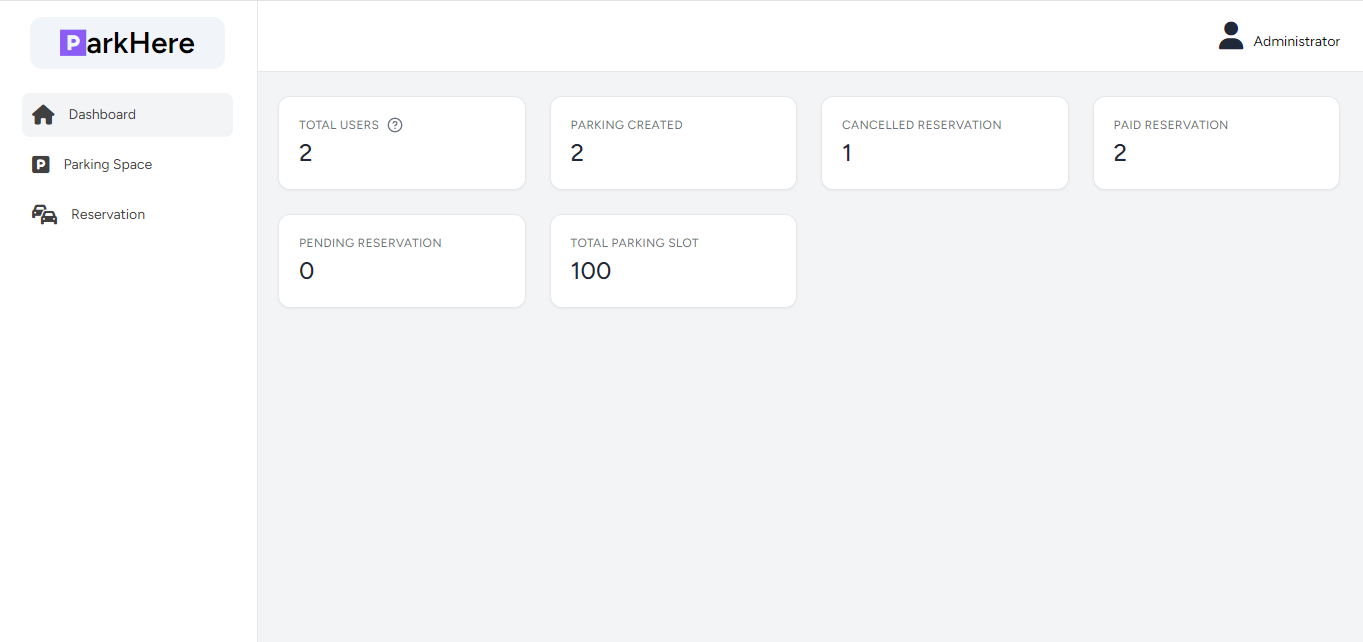 ParkHere
Administrator
Dashboard
Parking Space
Reservation
TOTAL USERS
2
PARKING CREATED
2
CANCELLED RESERVATION
1
PAID RESERVATION
2
PENDING RESERVATION
0
TOTAL PARKING SLOT
100